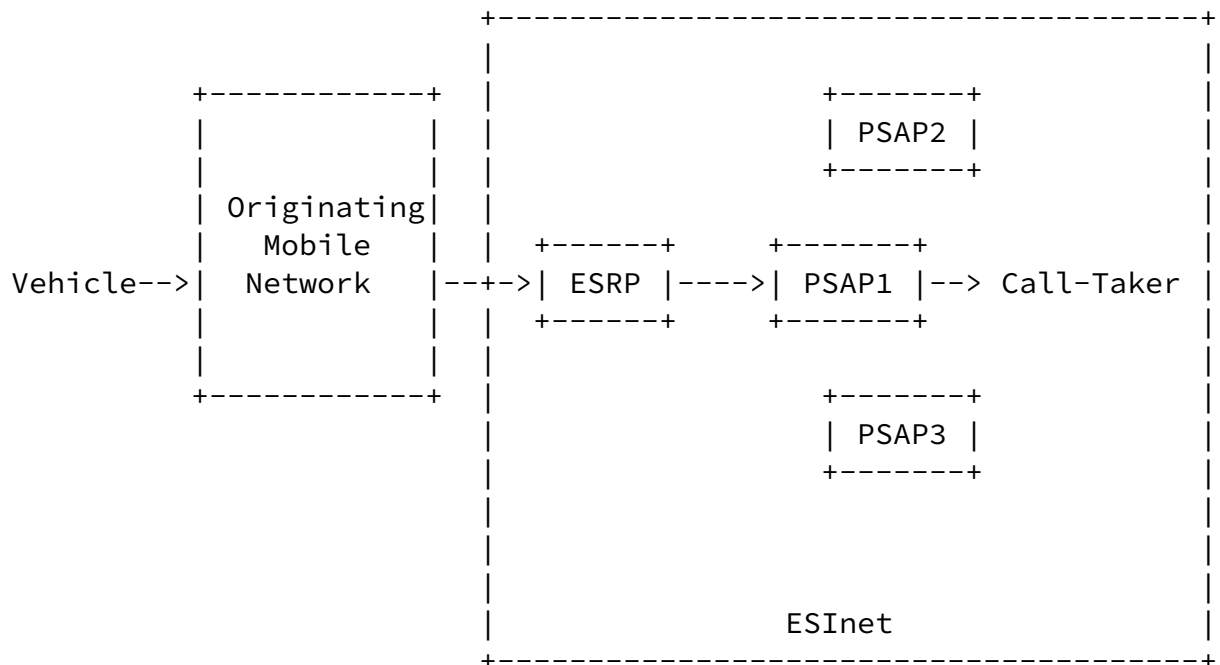 PSAP2
Originating
Mobile
Vehicle--> Network ESRP PSAP1 --> Call-Taker
PSAP3
ESInet